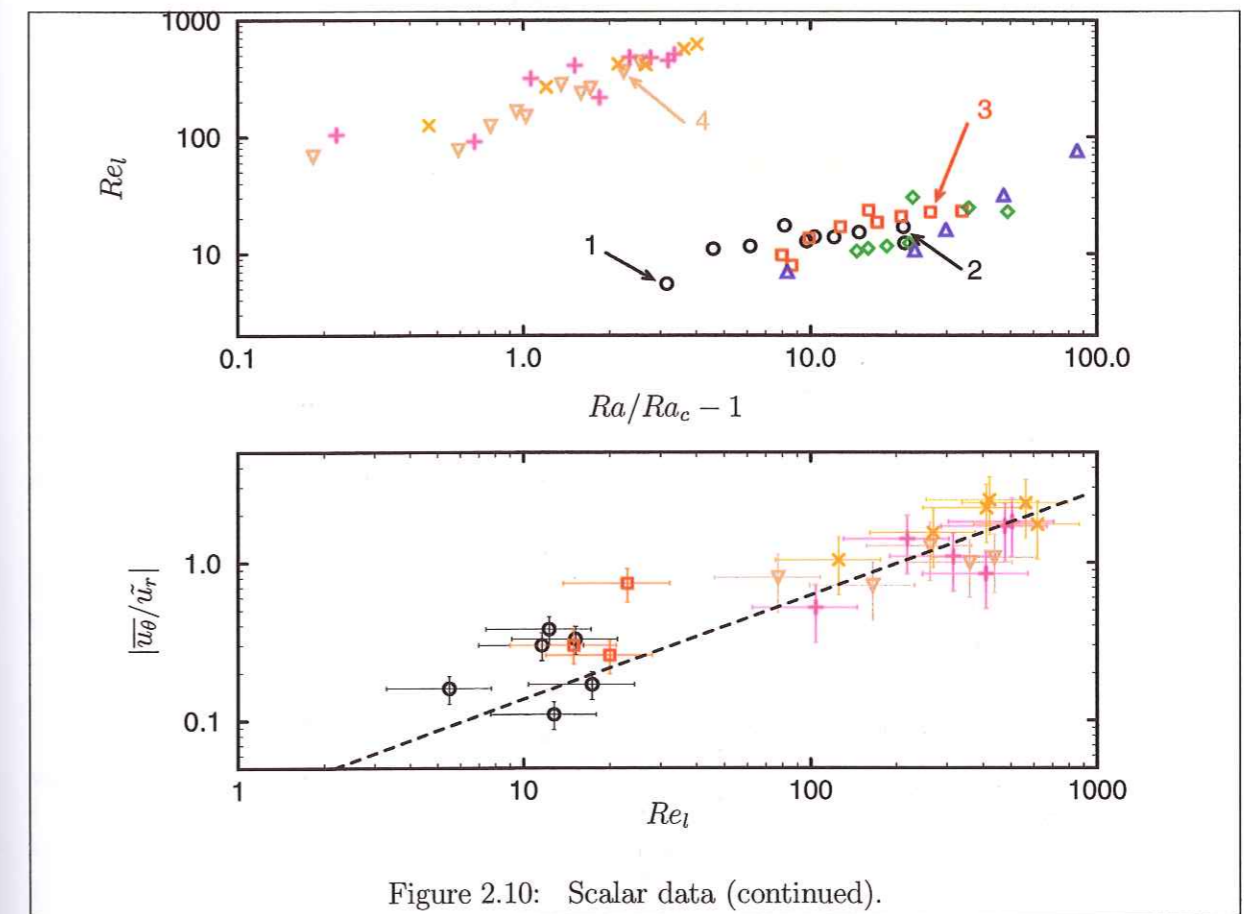 1000
100
10
Re_l
1
2
3
4
0.1 1.0 10.0 100.0
Ra/Ra_c − 1
1.0
0.1
|\overline{u_θ}/\tilde{u_r}|
1 10 100 1000
Re_l
Figure 2.10: Scalar data (continued).